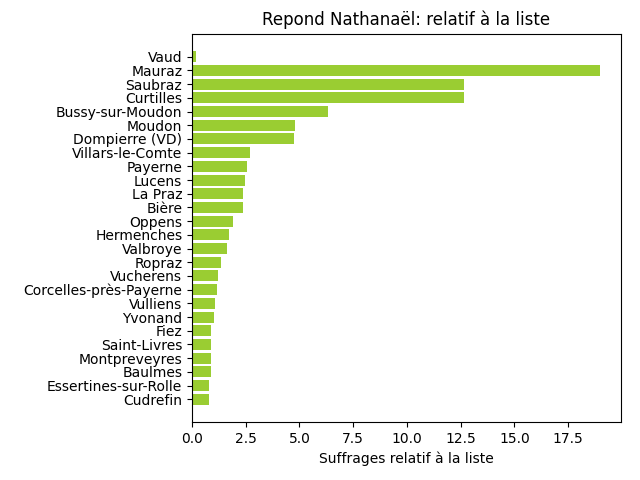 Repond Nathanaël: relatif à la liste
Vaud
Mauraz
Saubraz
Curtilles
Bussy-sur-Moudon
Moudon
Dompierre (VD)
Villars-le-Comte
Payerne
Lucens
La Praz
Bière
Oppens
Hermenches
Valbroye
Ropraz
Vucherens
Corcelles-près-Payerne
Vulliens
Yvonand
Fiez
Saint-Livres
Montpreveyres
Baulmes
Essertines-sur-Rolle
Cudrefin
0.0 2.5 5.0 7.5 10.0 12.5 15.0 17.5
Suffrages relatif à la liste